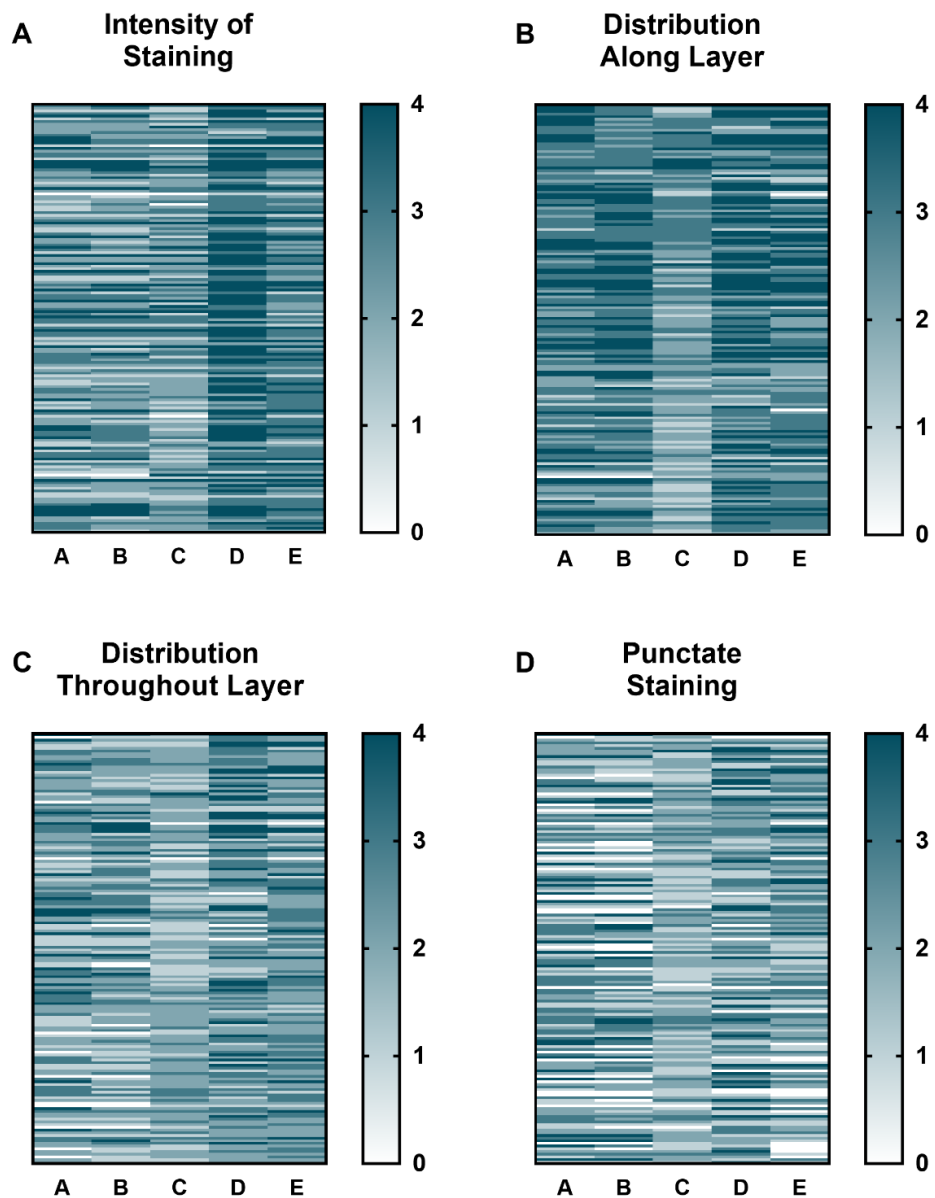 A
Intensity of
Staining
4
3
2
1
0
A B C D E
B
Distribution
Along Layer
4
3
2
1
0
A B C D E
C
Distribution
Throughout Layer
4
3
2
1
0
A B C D E
D
Punctate
Staining
4
3
2
1
0
A B C D E